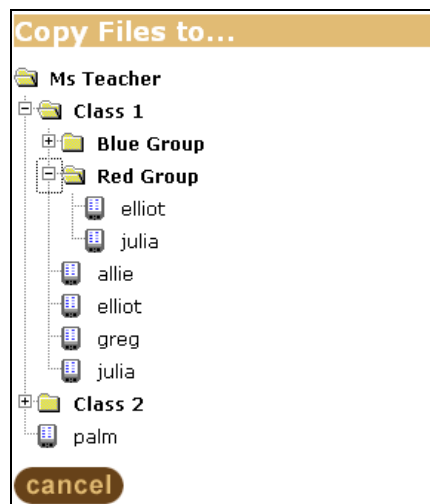 Copy Files to...
Ms Teacher
Class 1
Blue Group
Red Group
elliot
julia
allie
elliot
greg
julia
Class 2
palm
cancel